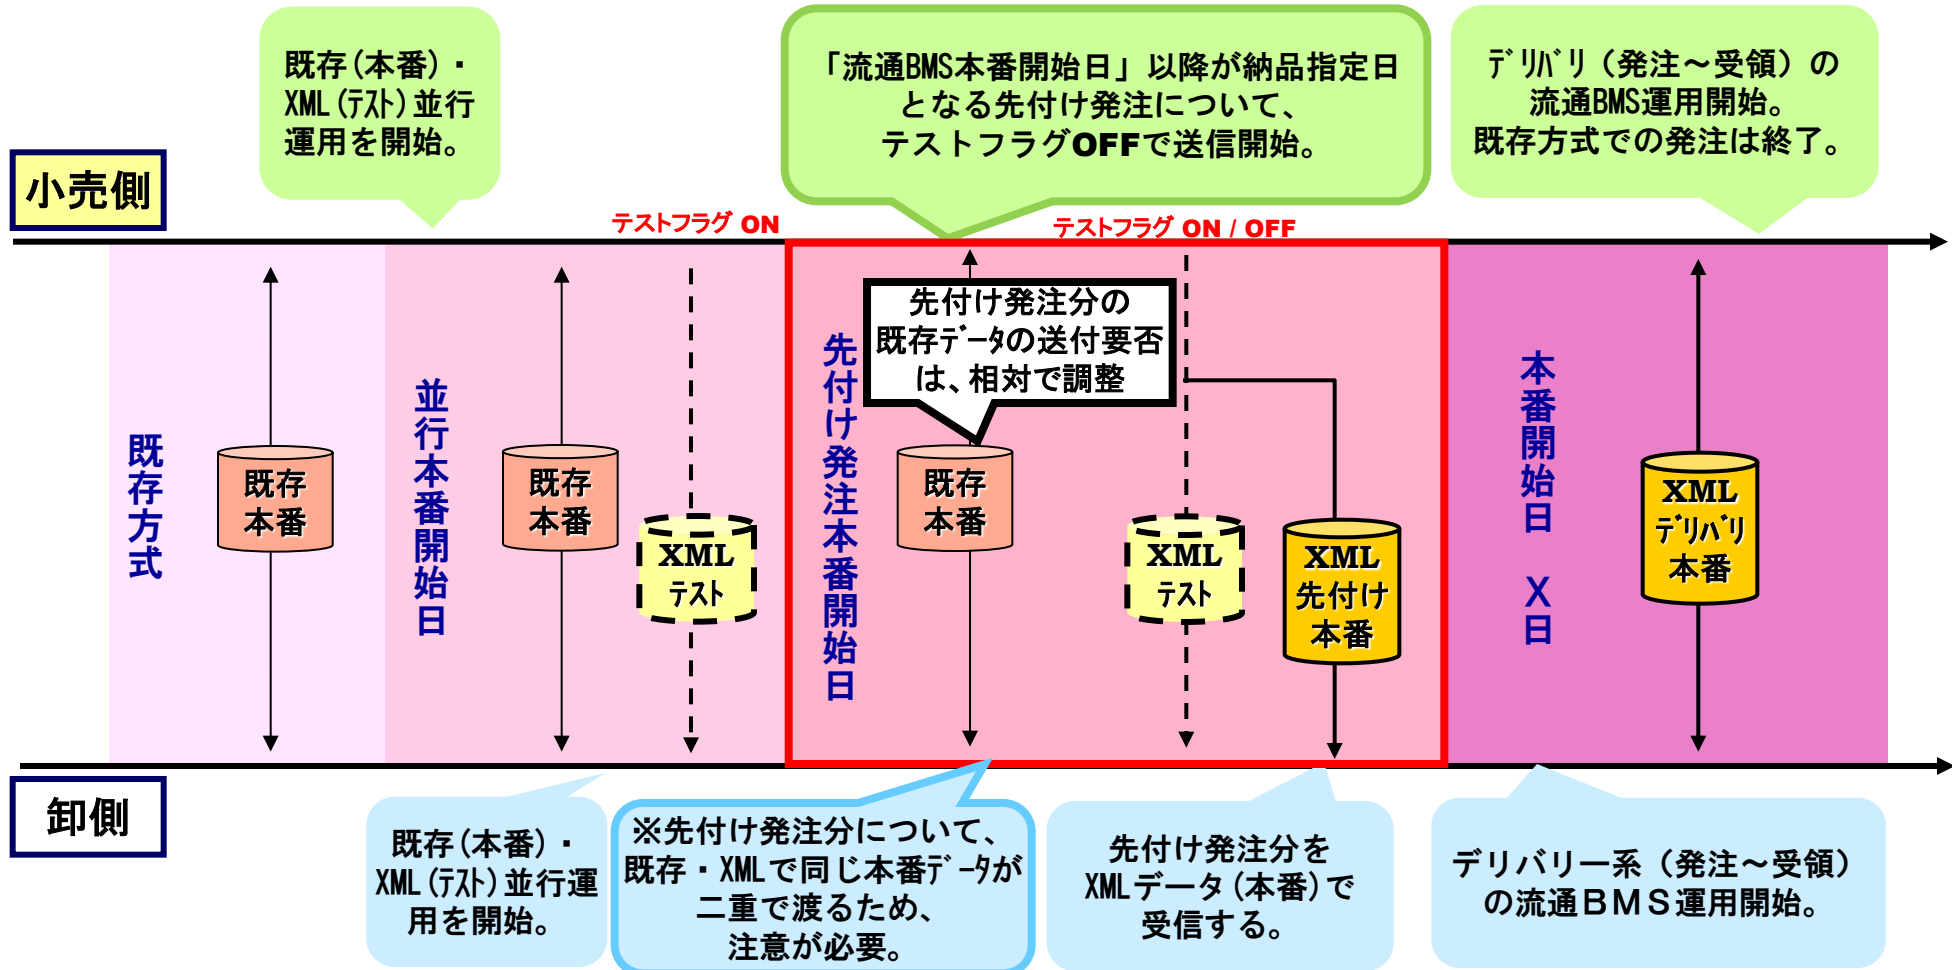 既存(本番)・
XML(ﾃｽﾄ)並行
運用を開始。
「流通BMS本番開始日」以降が納品指定日
となる先付け発注について、
テストフラグOFFで送信開始。
ﾃﾞﾘﾊﾞﾘ(発注～受領)の
流通BMS運用開始。
既存方式での発注は終了。
小売側
テストフラグ ON
テストフラグ ON / OFF
既存方式
既存
本番
並行本番開始日
既存
本番
XML
ﾃｽﾄ
先付け発注本番開始日
先付け発注分の
既存ﾃﾞｰﾀの送付要否
は、相対で調整
既存
本番
XML
ﾃｽﾄ
XML
先付け
本番
本番開始日 X日
XML
ﾃﾞﾘﾊﾞﾘ
本番
卸側
既存(本番)・
XML(ﾃｽﾄ)並行運
用を開始。
※先付け発注分について、
既存・XMLで同じ本番ﾃﾞｰﾀが
二重で渡るため、
注意が必要。
先付け発注分を
XMLデータ(本番)で
受信する。
デリバリー系(発注～受領)
の流通ＢＭＳ運用開始。